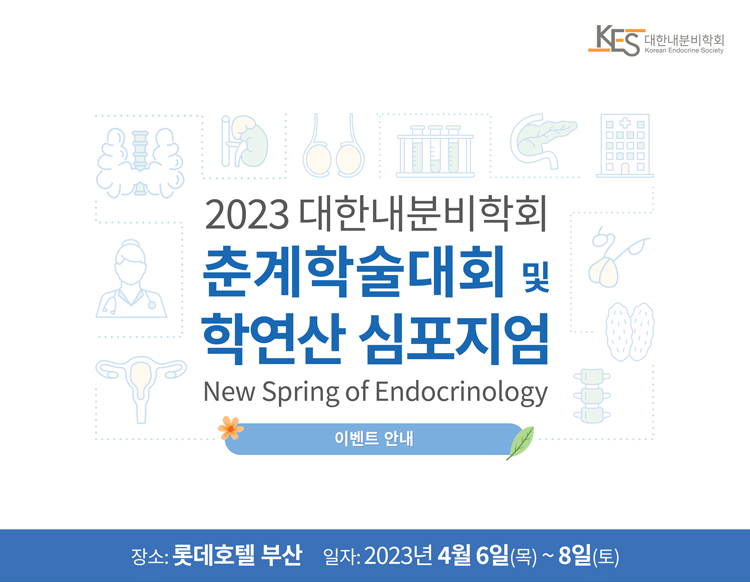 KES 대한내분비학회
Korean Endocrine Society
2023 대한내분비학회
춘계학술대회 및
학연산 심포지엄
New Spring of Endocrinology
이벤트 안내
장소: 롯데호텔 부산 일자: 2023년 4월 6일(목) ~ 8일(토)